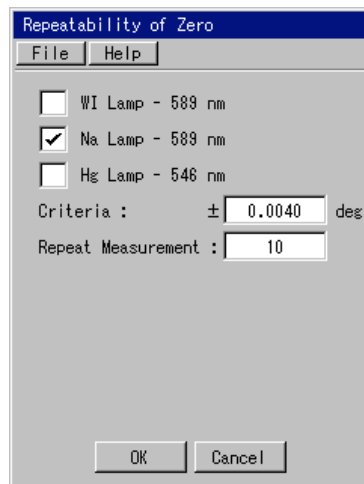 Repeatability of Zero
File Help
WI Lamp - 589 nm
Na Lamp - 589 nm
Hg Lamp - 546 nm
Criteria : ± 0.0040 deg
Repeat Measurement : 10
OK Cancel